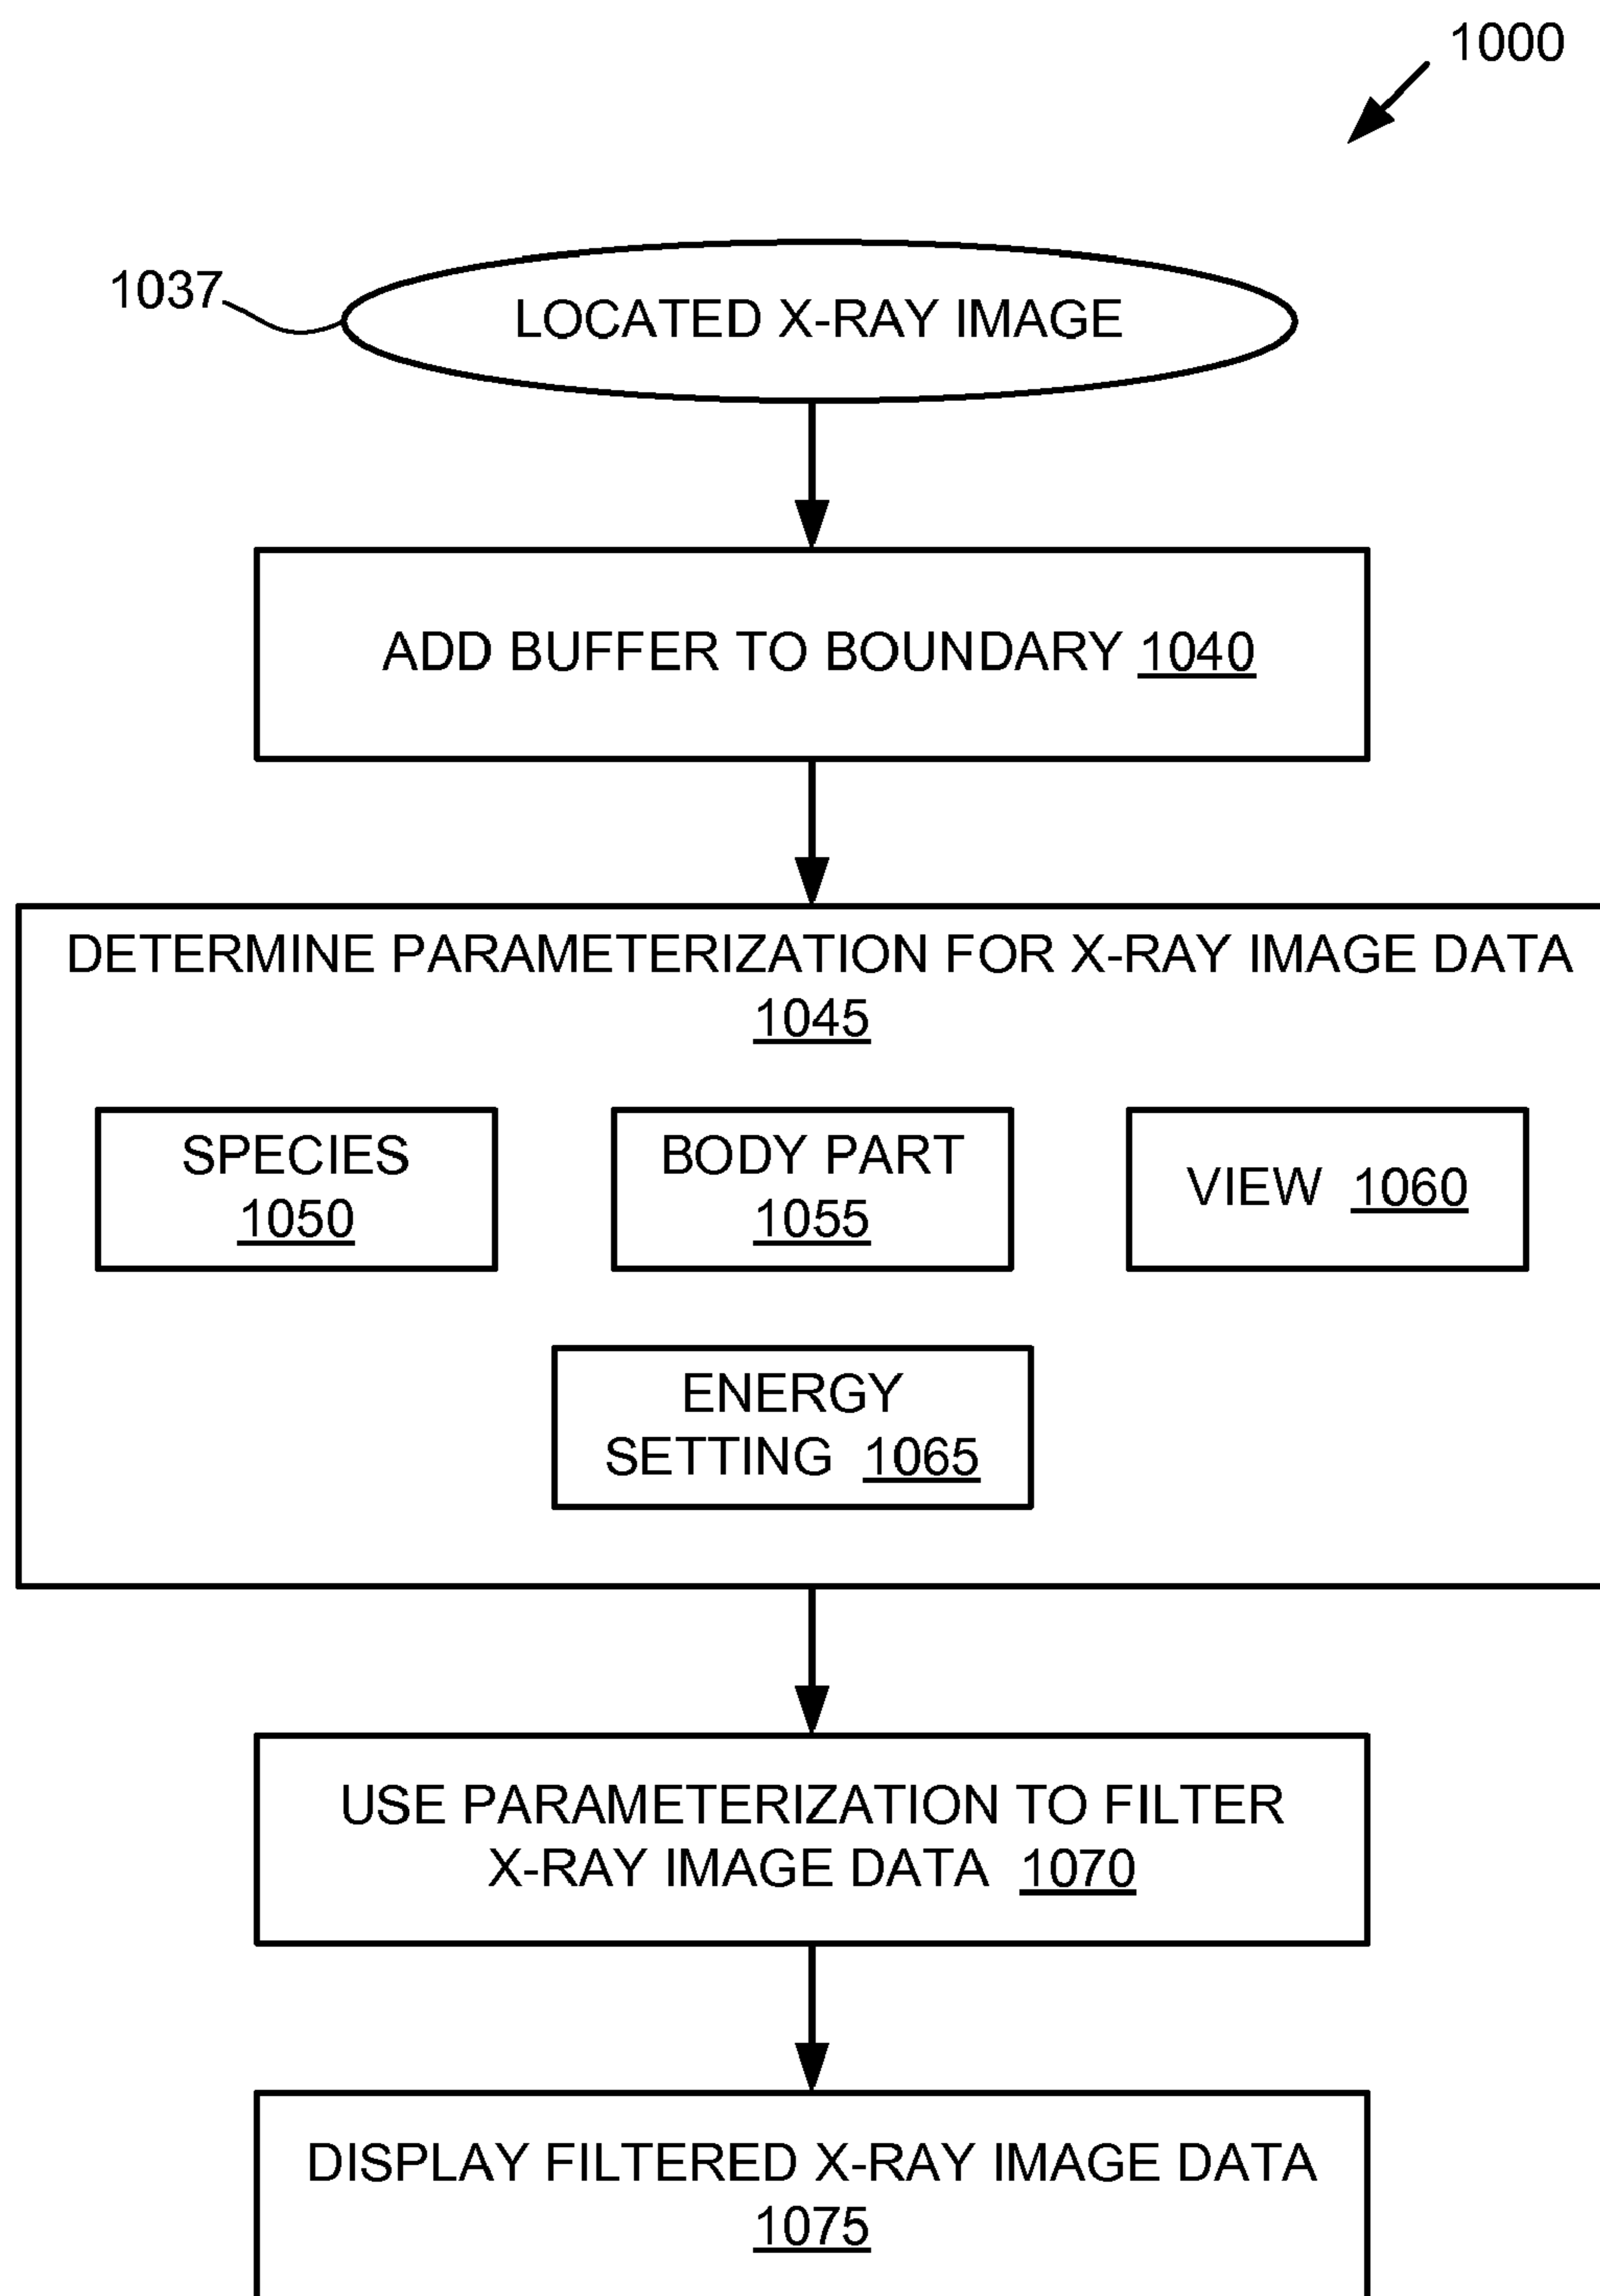 1000
1037
LOCATED X-RAY IMAGE
ADD BUFFER TO BOUNDARY 1040
DETERMINE PARAMETERIZATION FOR X-RAY IMAGE DATA
1045
SPECIES
1050
BODY PART
1055
VIEW 1060
ENERGY
SETTING 1065
USE PARAMETERIZATION TO FILTER
X-RAY IMAGE DATA 1070
DISPLAY FILTERED X-RAY IMAGE DATA
1075